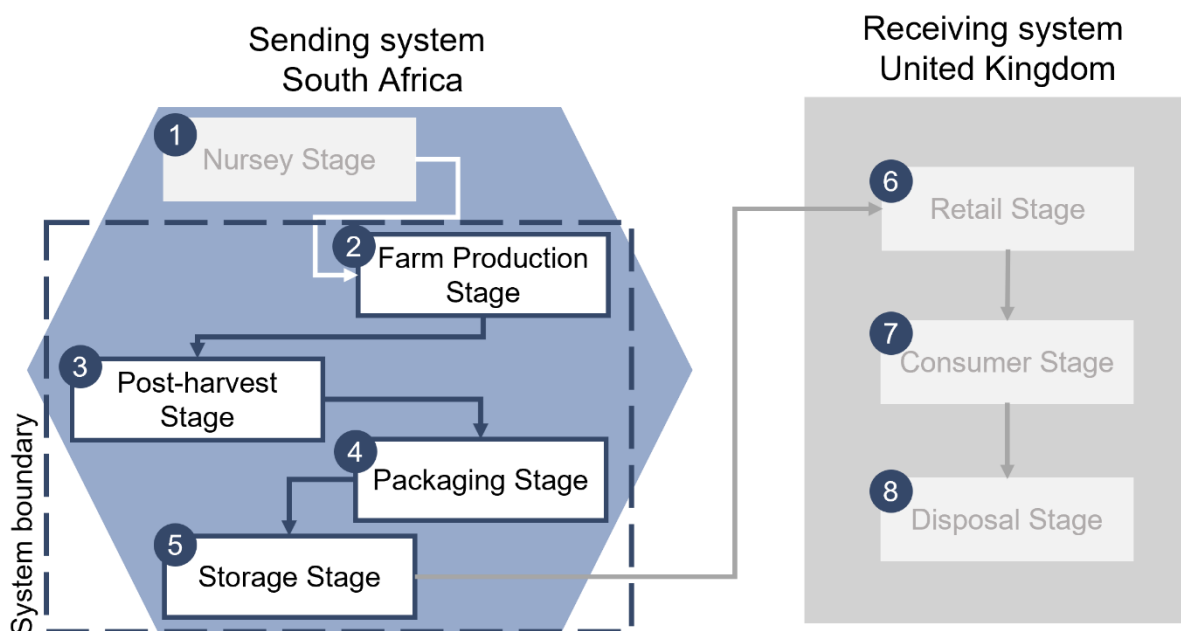 Sending system
South Africa
Receiving system
United Kingdom
1
Nursey Stage
2
Farm Production
Stage
3
Post-harvest
Stage
4
Packaging Stage
5
Storage Stage
System boundary
6
Retail Stage
7
Consumer Stage
8
Disposal Stage